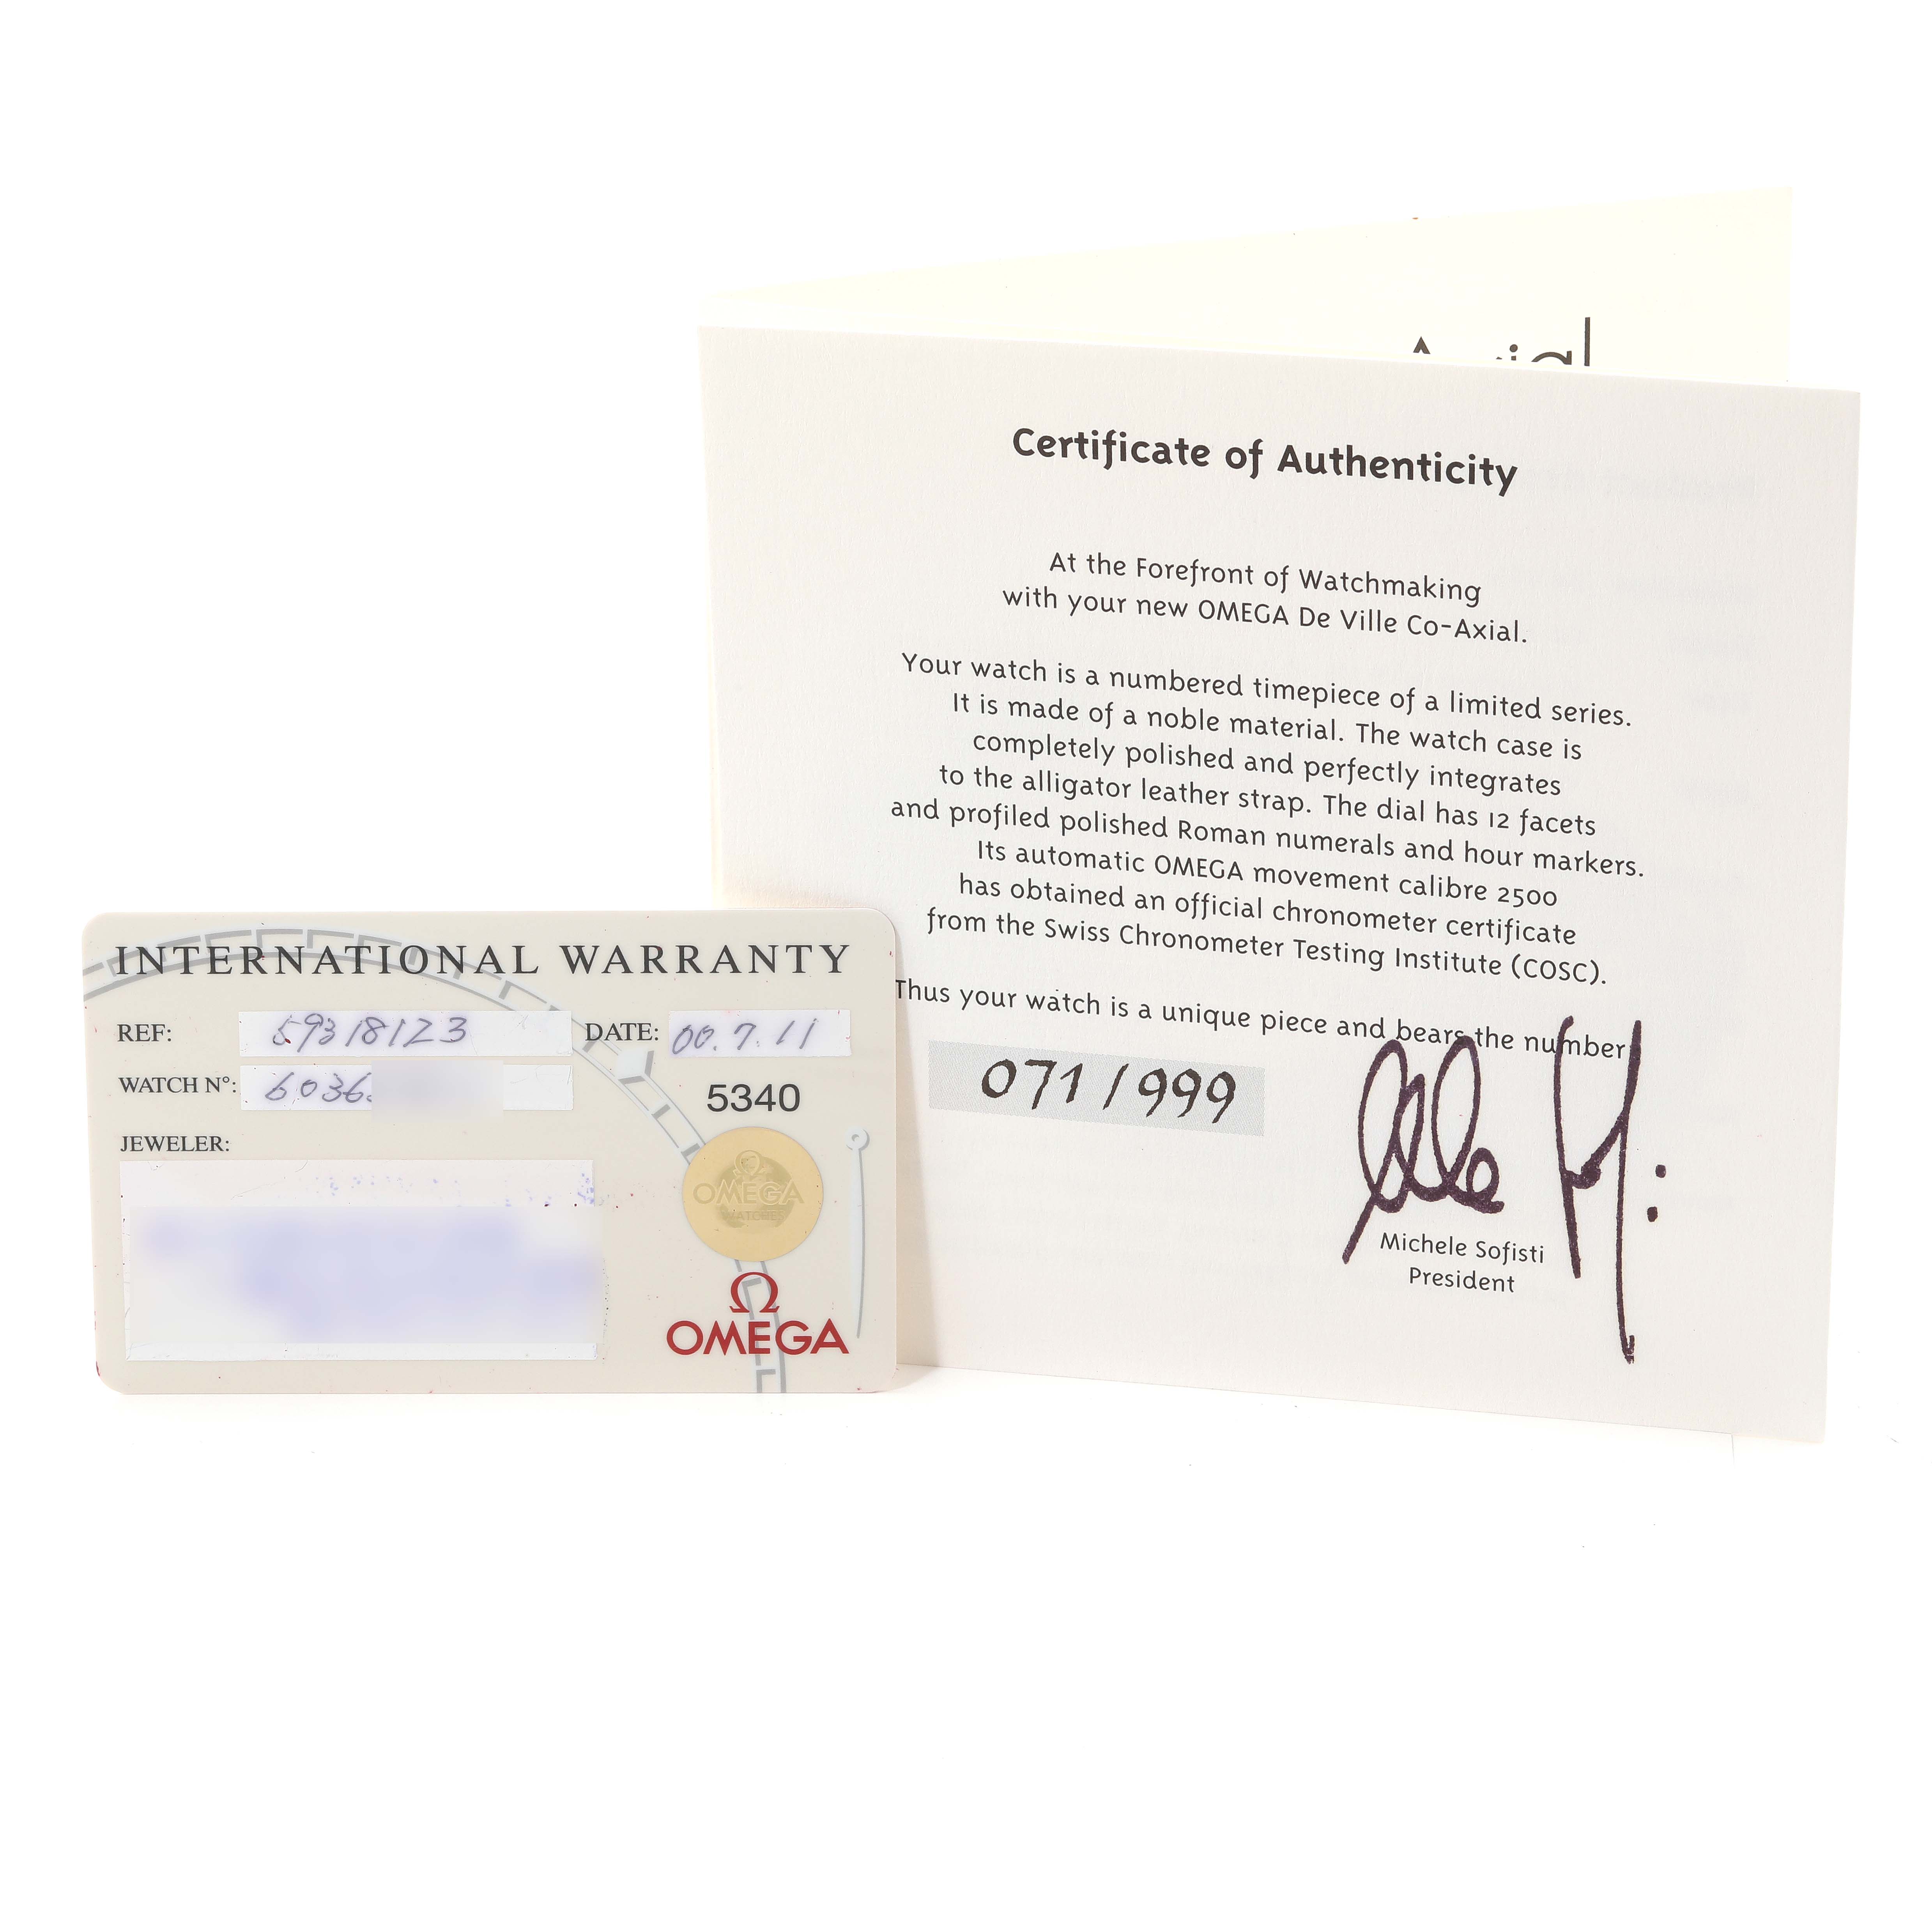 Axial
Certificate of Authenticity
At the Forefront of Watchmaking
with your new OMEGA De Ville Co-Axial.
Your watch is a numbered timepiece of a limited series.
It is made of a noble material. The watch case is
completely polished and perfectly integrates
to the alligator leather strap. The dial has 12 facets
and profiled polished Roman numerals and hour markers.
Its automatic OMEGA movement calibre 2500
has obtained an official chronometer certificate
from the Swiss Chronometer Testing Institute (COSC).
Thus your watch is a unique piece and bears the number
071/999
Michele Sofisti
President
INTERNATIONAL WARRANTY
REF: 59318123 DATE: 00.7.11
WATCH N°: 6036
5340
JEWELER:
OMEGA
WATCHES
Ω
OMEGA